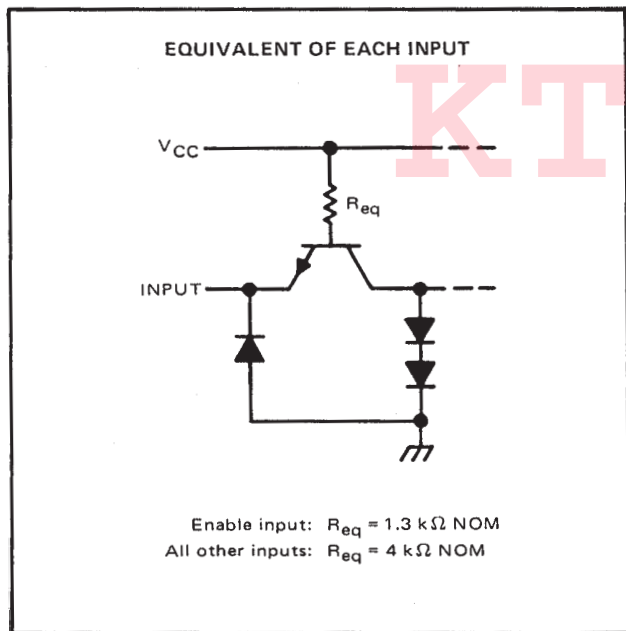 EQUIVALENT OF EACH INPUT
KT
VCC
Req
INPUT
Enable input: Req = 1.3 kΩ NOM
All other inputs: Req = 4 kΩ NOM